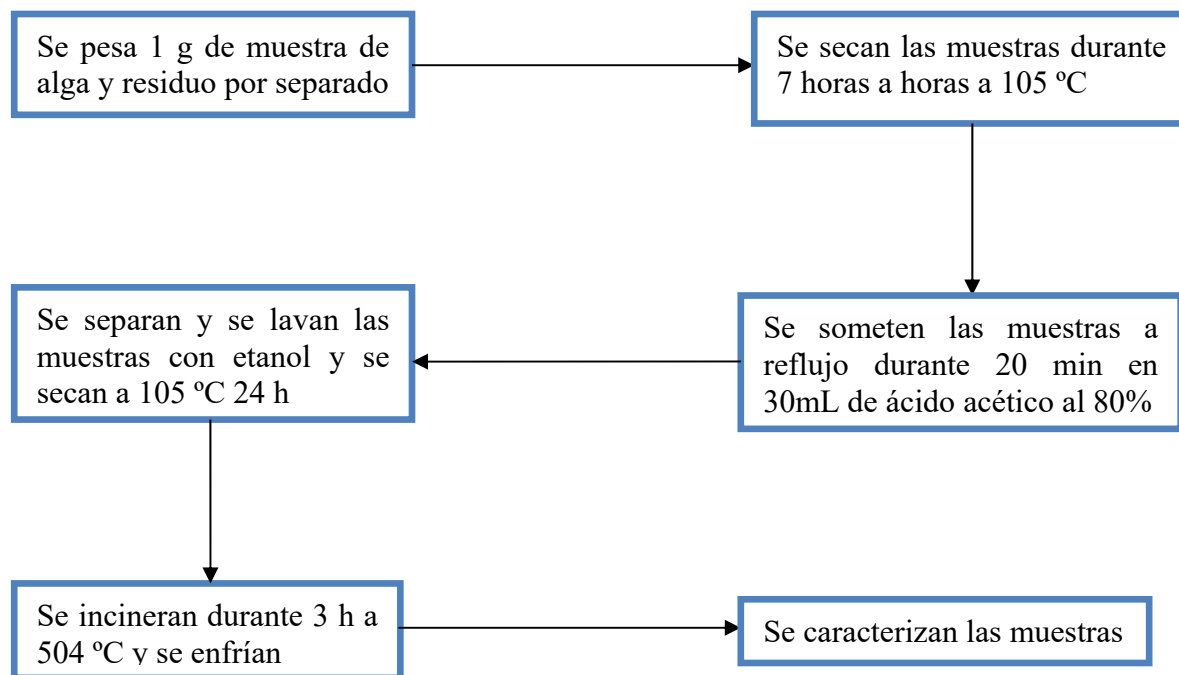 Se pesa 1 g de muestra de
alga y residuo por separado
Se secan las muestras durante
7 horas a horas a 105 ºC
Se someten las muestras a
reflujo durante 20 min en
30mL de ácido acético al 80%
Se separan y se lavan las
muestras con etanol y se
secan a 105 ºC 24 h
Se incineran durante 3 h a
504 ºC y se enfrían
Se caracterizan las muestras